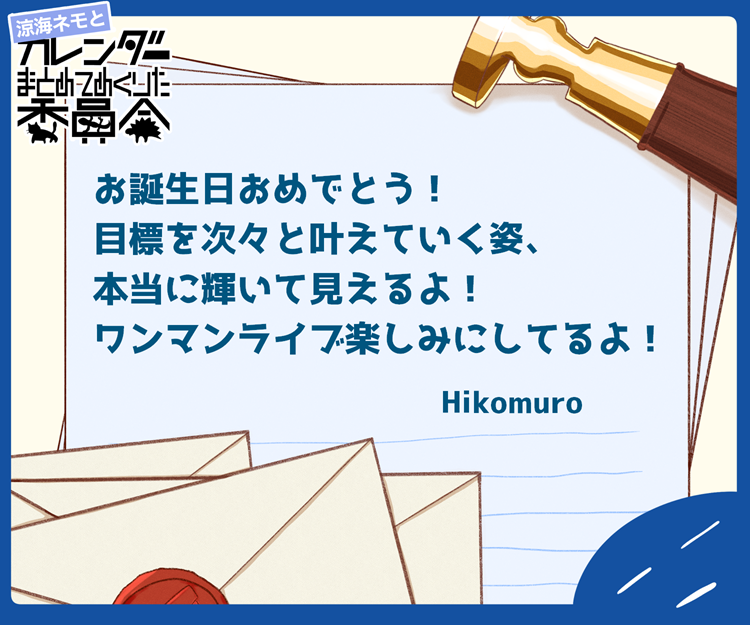 涼海ネモと
カレンダー
まとめてめくりた
委員会
お誕生日おめでとう！
目標を次々と叶えていく姿、
本当に輝いて見えるよ！
ワンマンライブ楽しみにしてるよ！
Hikomuro